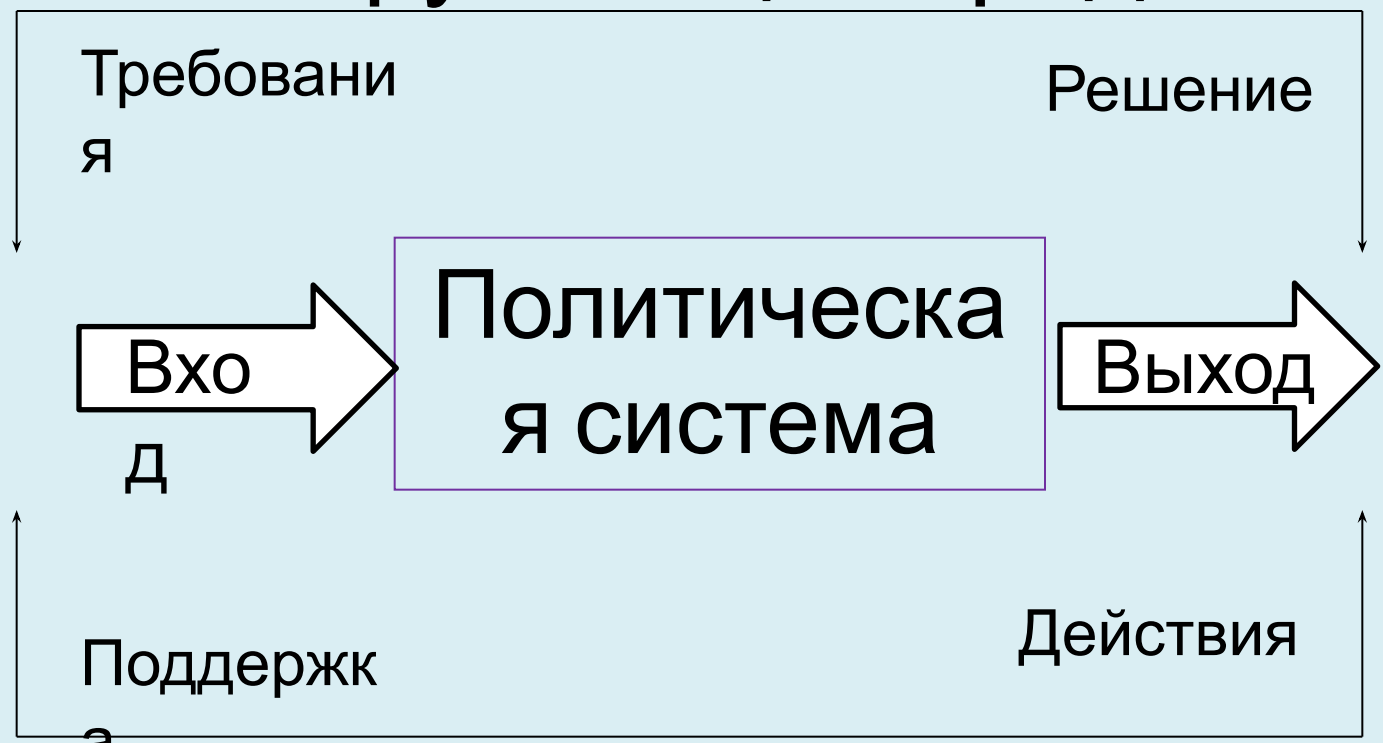 Требовани
я
Решение
Политическа
я система
Вхо
д
Выход
Действия
Поддержк
а